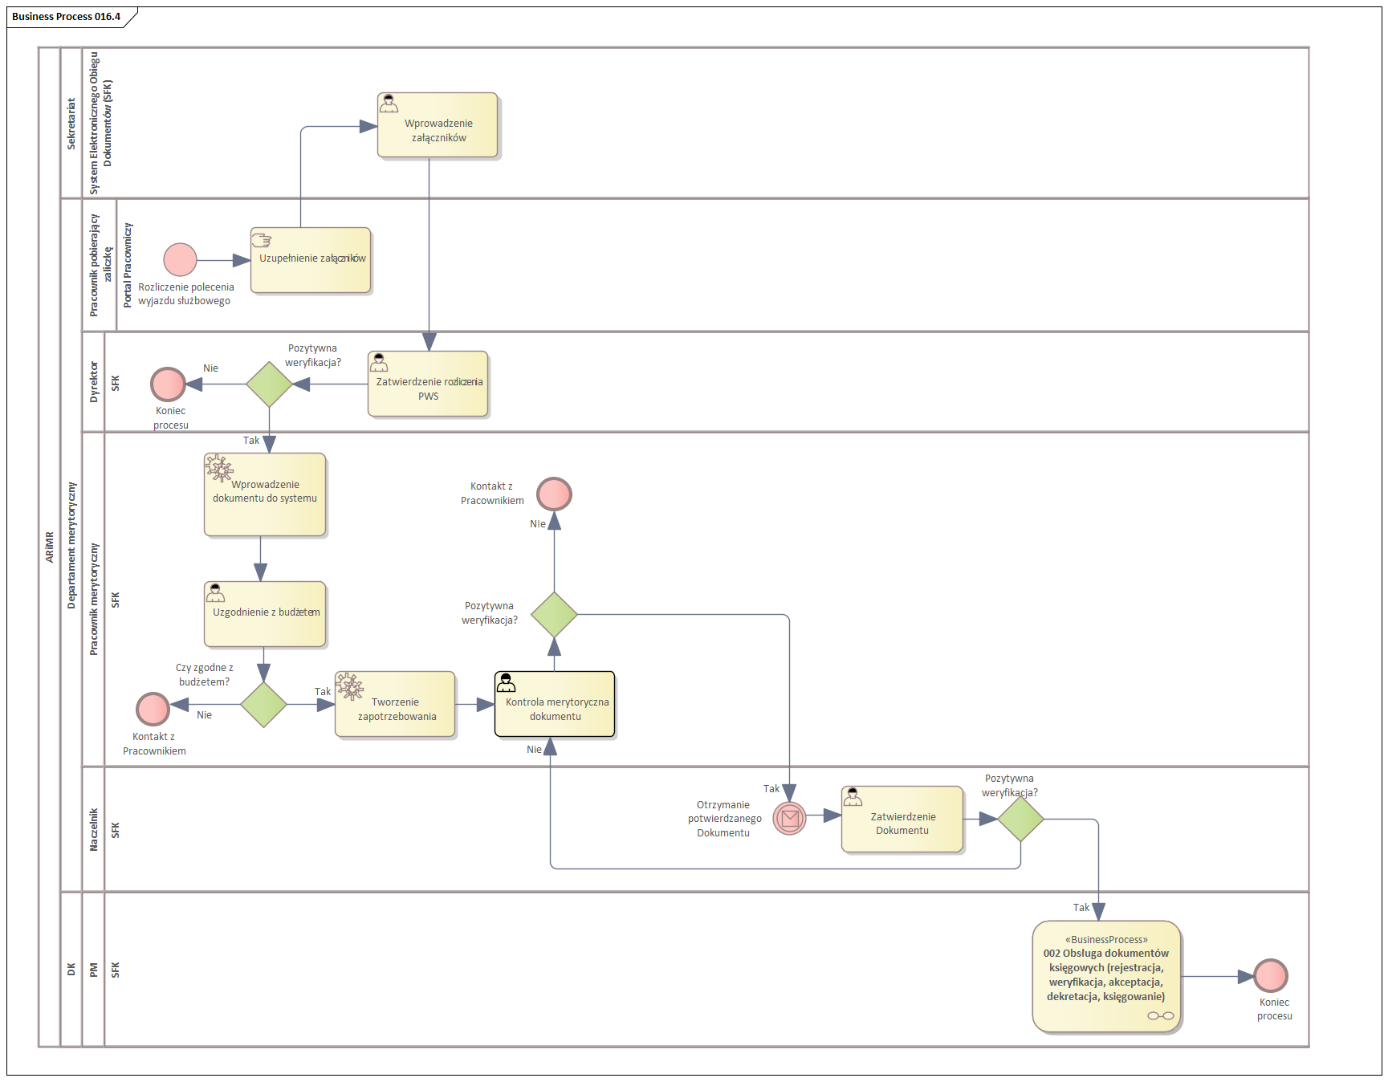 Business Process 016.4
ARiMR
Sekretariat
System Elektronicznego Obiegu
Dokumentów (SFK)
Wprowadzenie
załączników
Departament merytoryczny
Pracownik pobierający
zaliczkę
Portal Pracowniczy
Rozliczenie polecenia
wyjazdu służbowego
Uzupełnienie załączników
Dyrektor
SFK
Koniec
procesu
Nie
Pozytywna
weryfikacja?
Zatwierdzenie rozliczenia
PWS
Tak
Pracownik merytoryczny
SFK
Wprowadzenie
dokumentu do systemu
Uzgodnienie z budżetem
Czy zgodne z
budżetem?
Nie
Kontakt z
Pracownikiem
Tak
Tworzenie
zapotrzebowania
Kontrola merytoryczna
dokumentu
Pozytywna
weryfikacja?
Nie
Kontakt z
Pracownikiem
Nie
Naczelnik
SFK
Tak
Otrzymanie
potwierdzanego
Dokumentu
Zatwierdzenie
Dokumentu
Pozytywna
weryfikacja?
DK
PM
SFK
Tak
«BusinessProcess»
002 Obsługa dokumentów
księgowych (rejestracja,
weryfikacja, akceptacja,
dekretacja, księgowanie)
Koniec
procesu